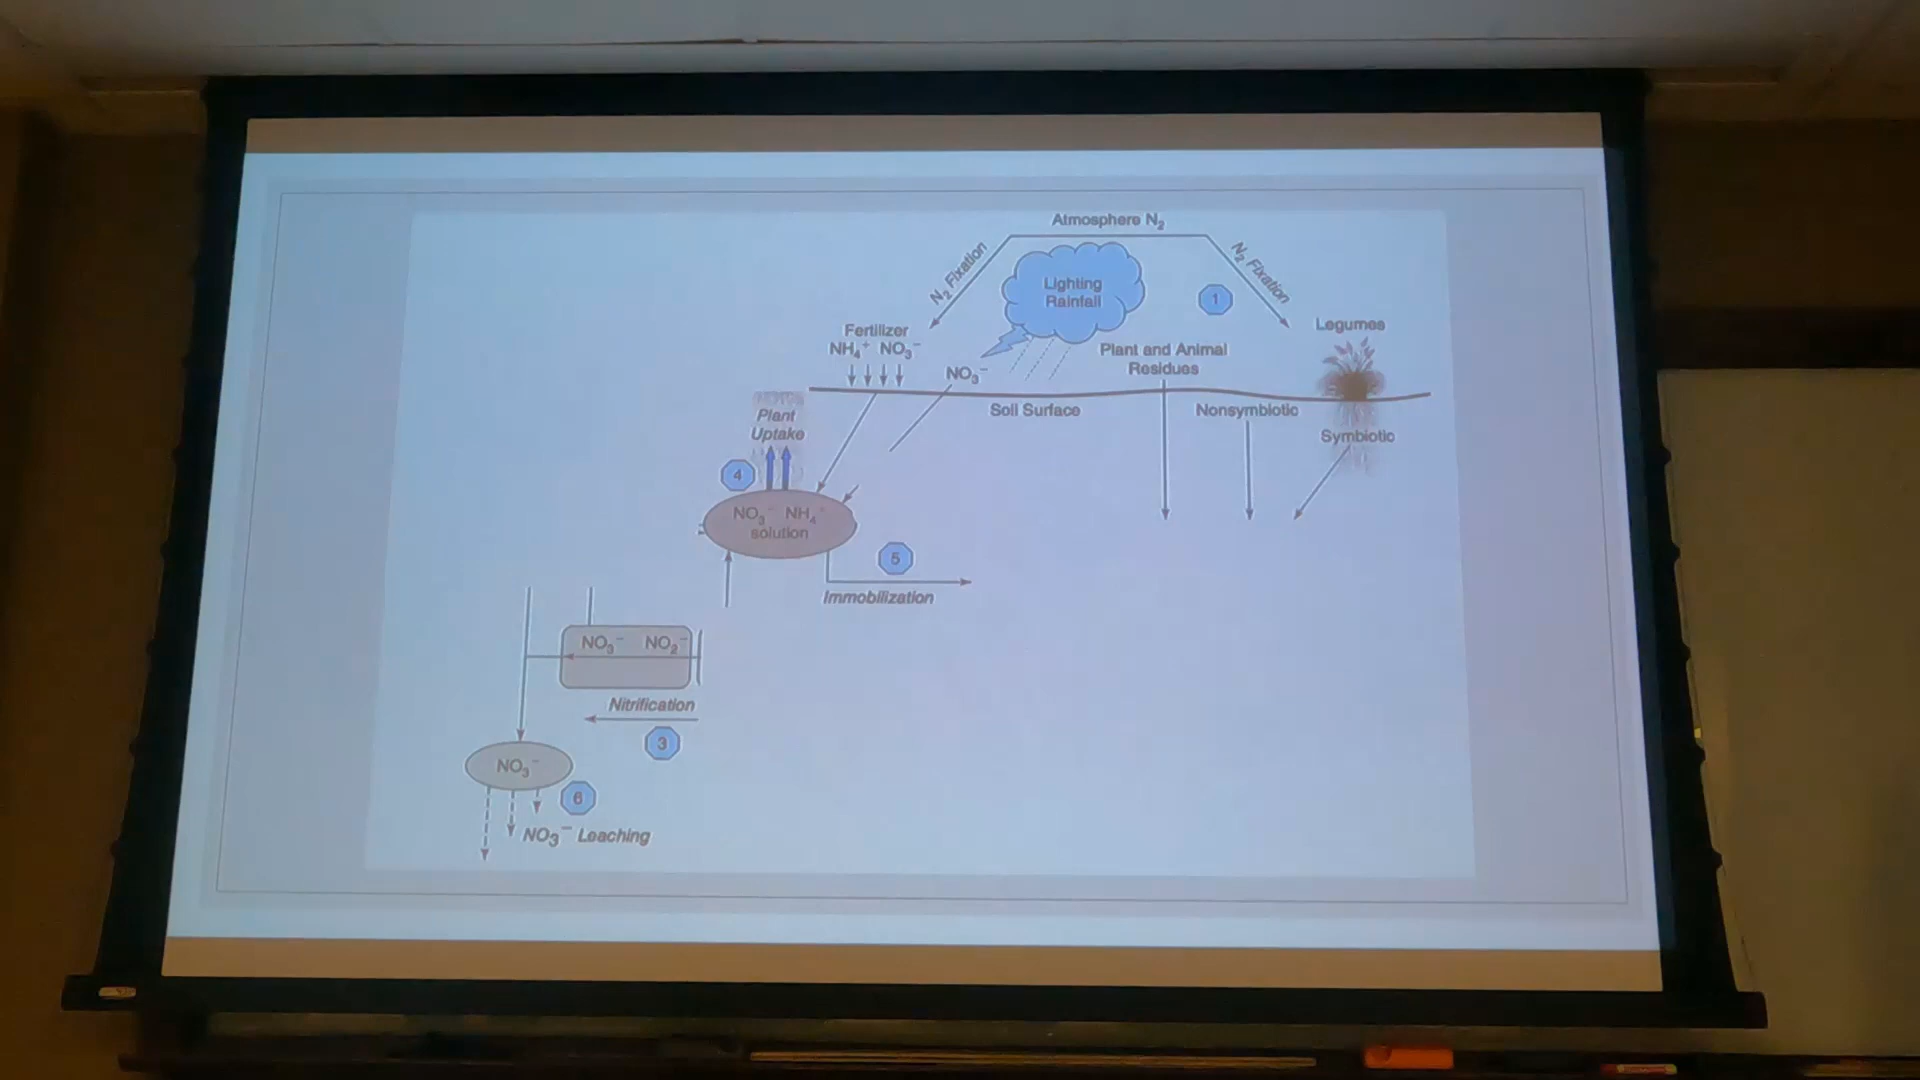 Atmosphere N₂
N₂ Fixation
N₂ Fixation
Lighting
Rainfall
1
Fertilizer
NH₄⁺ NO₃⁻
Legumes
Plant and Animal
Residues
NO₃⁻
Soil Surface
Nonsymbiotic
Plant
Uptake
Symbiotic
4
NO₃⁻ NH₄⁺
solution
5
Immobilization
NO₃⁻ NO₂⁻
Nitrification
3
NO₃⁻
6
NO₃⁻ Leaching